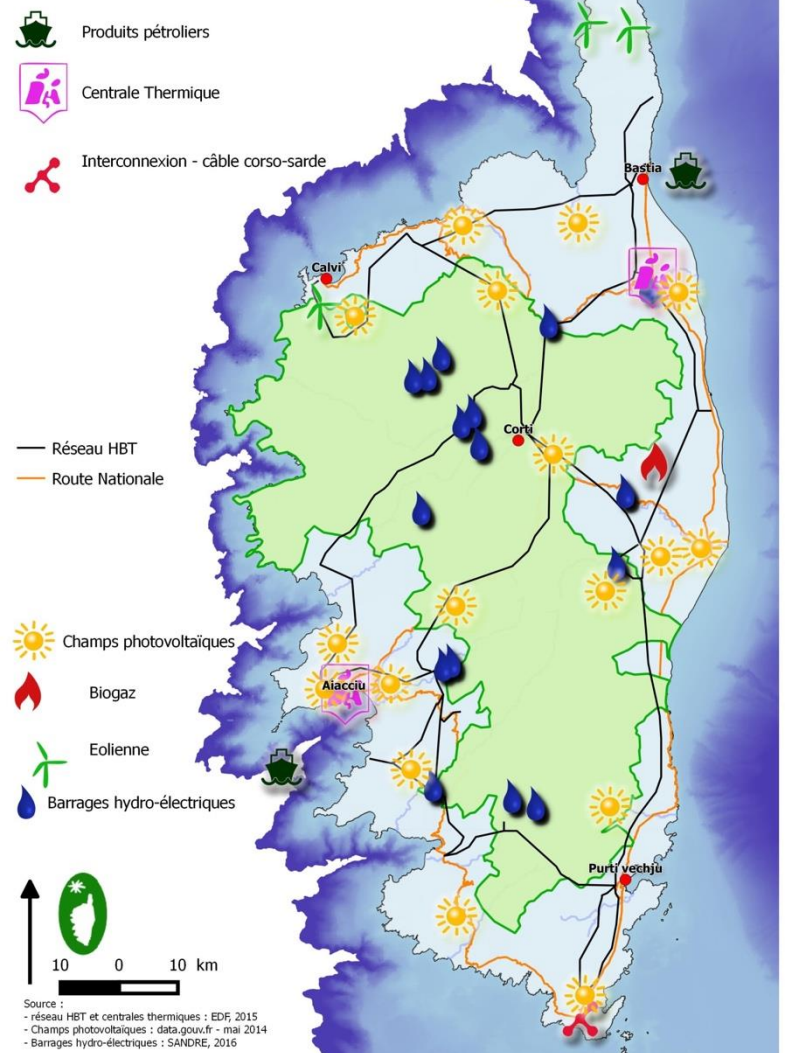 Produits pétroliers
Centrale Thermique
Interconnexion - câble corso-sarde
Bastia
Calvi
Corti
Réseau HBT
Route Nationale
Champs photovoltaïques
Aiacciu
Biogaz
Eolienne
Barrages hydro-électriques
Purti vechju
10 0 10 km
Source :
- réseau HBT et centrales thermiques : EDF, 2015
- Champs photovoltaïques : data.gouv.fr - mai 2014
- Barrages hydro-électriques : SANDRE, 2016